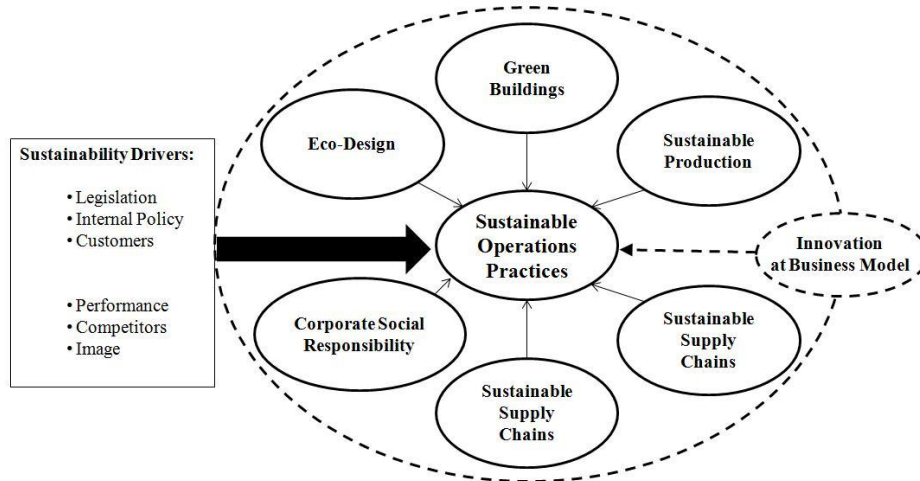 Sustainability Drivers:
• Legislation
• Internal Policy
• Customers
• Performance
• Competitors
• Image
Green
Buildings
Eco-Design
Sustainable
Production
Sustainable
Operations
Practices
Innovation
at Business Model
Corporate Social
Responsibility
Sustainable
Supply
Chains
Sustainable
Supply
Chains